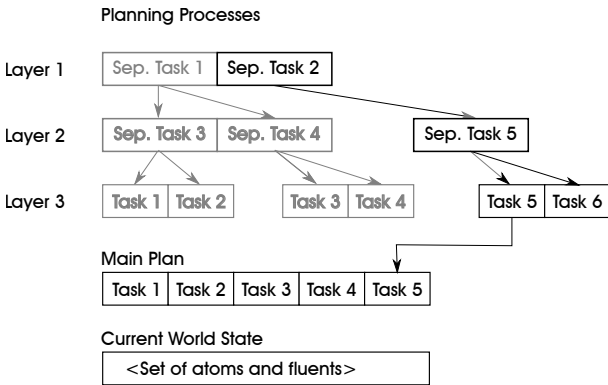 Planning Processes
Layer 1 Sep. Task 1 Sep. Task 2
Layer 2 Sep. Task 3 Sep. Task 4 Sep. Task 5
Layer 3 Task 1 Task 2 Task 3 Task 4 Task 5 Task 6
Main Plan
Task 1 Task 2 Task 3 Task 4 Task 5
Current World State
<Set of atoms and fluents>